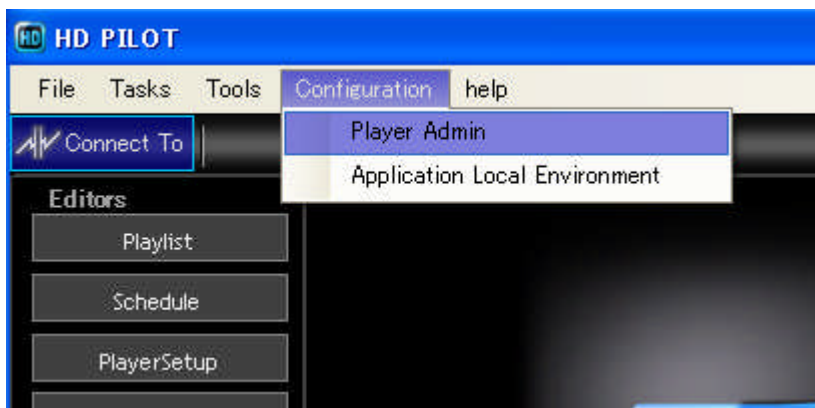 HD HD PILOT
File Tasks Tools Configuration help
Connect To
Player Admin
Application Local Environment
Editors
Playlist
Schedule
PlayerSetup